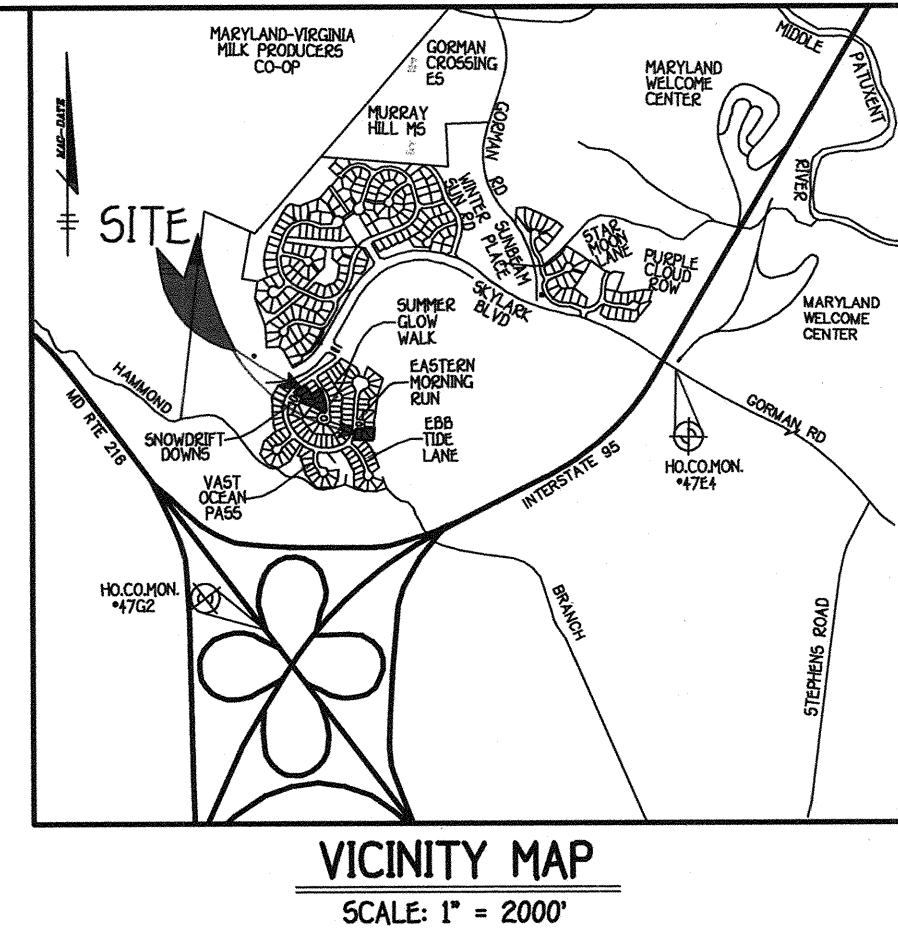 MARYLAND-VIRGINIA
MILK PRODUCERS
CO-OP
GORMAN
CROSSING
ES
MURRAY
HILL MS
MARYLAND
WELCOME
CENTER
MIDDLE
PATUXENT
RIVER
GORMAN RD
SITE
WINTER
SUN RD
SUNBEAM
PLACE
STAR
MOON
LANE
PURPLE
CLOUD
ROW
SKYLARK
BLVD
MARYLAND
WELCOME
CENTER
SUMMER
GLOW
WALK
EASTERN
MORNING
RUN
HAMMOND
MD RTE 216
SNOWDRIFT
DOWNS
EBB
TIDE
LANE
VAST
OCEAN
PASS
GORMAN RD
INTERSTATE 95
HO.CO.MON.
*47E4
HO.CO.MON.
*47G2
BRANCH
STEPHENS ROAD
VICINITY MAP
SCALE: 1" = 2000'